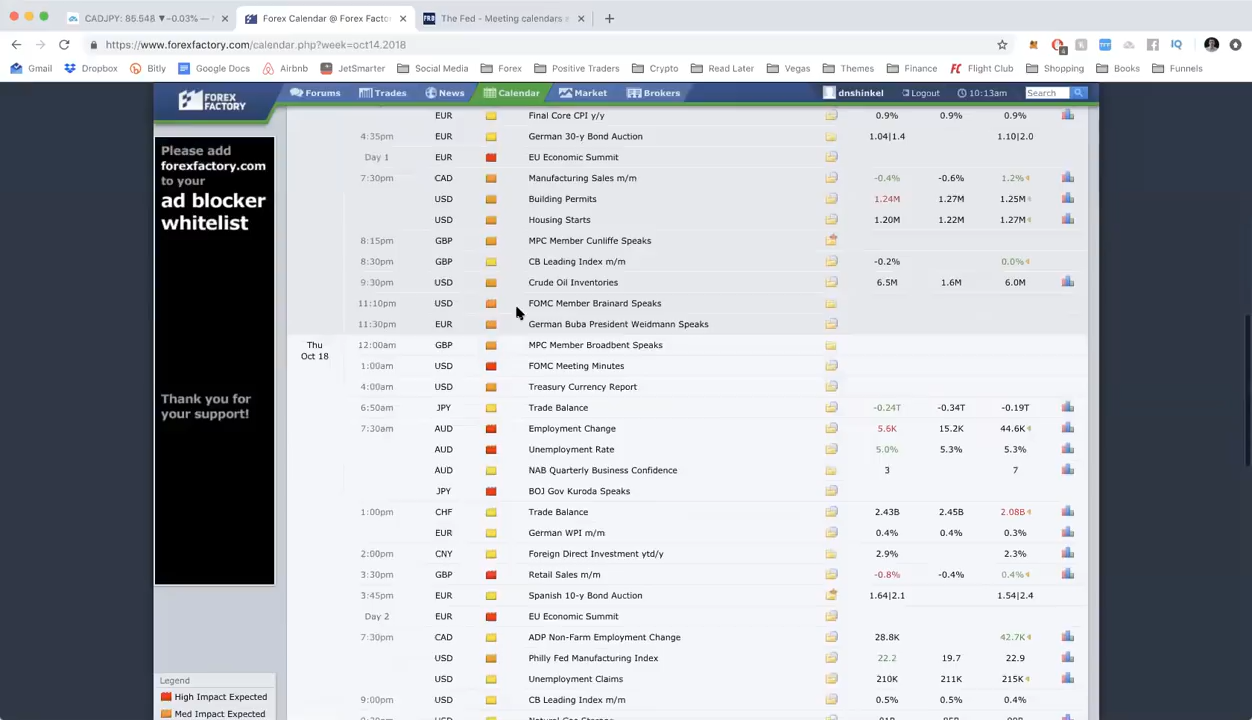 CADJPY: 85.548 ▼−0.03% —
Forex Calendar @ Forex Facto
FRB The Fed - Meeting calendars a
https://www.forexfactory.com/calendar.php?week=oct14.2018
Gmail Dropbox Bitly Google Docs Airbnb JetSmarter Social Media Forex Positive Traders Crypto Read Later Vegas Themes Finance Flight Club Shopping Books Funnels
FOREX FACTORY Forums Trades News Calendar Market Brokers dnshinkel Logout 10:13am Search
Please add
forexfactory.com
to your
ad blocker
whitelist
Thank you for
your support!
Legend
High Impact Expected
Med Impact Expected
EUR Final Core CPI y/y 0.9% 0.9% 0.9%
4:35pm EUR German 30-y Bond Auction 1.04|1.4 1.10|2.0
Day 1 EUR EU Economic Summit
7:30pm CAD Manufacturing Sales m/m -0.4% -0.6% 1.2%
USD Building Permits 1.24M 1.27M 1.25M
USD Housing Starts 1.20M 1.22M 1.27M
8:15pm GBP MPC Member Cunliffe Speaks
8:30pm GBP CB Leading Index m/m -0.2% 0.0%
9:30pm USD Crude Oil Inventories 6.5M 1.6M 6.0M
11:10pm USD FOMC Member Brainard Speaks
11:30pm EUR German Buba President Weidmann Speaks
Thu
Oct 18
12:00am GBP MPC Member Broadbent Speaks
1:00am USD FOMC Meeting Minutes
4:00am USD Treasury Currency Report
6:50am JPY Trade Balance -0.24T -0.34T -0.19T
7:30am AUD Employment Change 5.6K 15.2K 44.6K
AUD Unemployment Rate 5.0% 5.3% 5.3%
AUD NAB Quarterly Business Confidence 3 7
JPY BOJ Gov Kuroda Speaks
1:00pm CHF Trade Balance 2.43B 2.45B 2.08B
EUR German WPI m/m 0.4% 0.4% 0.3%
2:00pm CNY Foreign Direct Investment ytd/y 2.9% 2.3%
3:30pm GBP Retail Sales m/m -0.8% -0.4% 0.4%
3:45pm EUR Spanish 10-y Bond Auction 1.64|2.1 1.54|2.4
Day 2 EUR EU Economic Summit
7:30pm CAD ADP Non-Farm Employment Change 28.8K 42.7K
USD Philly Fed Manufacturing Index 22.2 19.7 22.9
USD Unemployment Claims 210K 211K 215K
9:00pm USD CB Leading Index m/m 0.5% 0.5% 0.4%